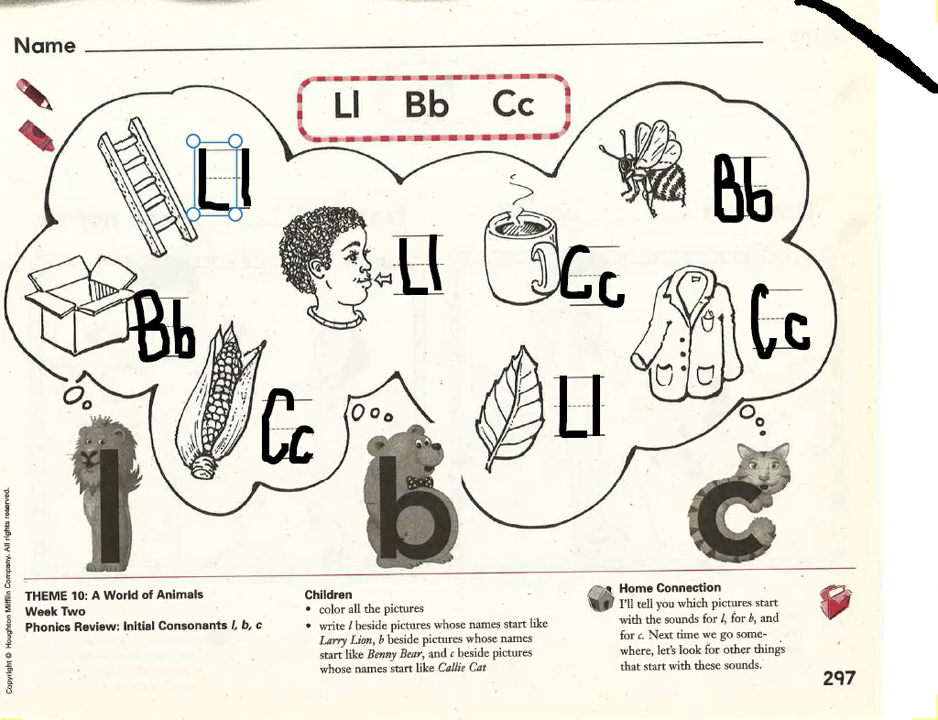 Name
Ll Bb Cc
Ll
Bb
Ll
Cc
Bb
Cc
Cc
Ll
l
b
c
Copyright © Houghton Mifflin Company. All rights reserved.
THEME 10: A World of Animals
Week Two
Phonics Review: Initial Consonants l, b, c
Children
• color all the pictures
• write l beside pictures whose names start like
Larry Lion, b beside pictures whose names
start like Benny Bear, and c beside pictures
whose names start like Callie Cat
Home Connection
I'll tell you which pictures start
with the sounds for l, for b, and
for c. Next time we go some-
where, let's look for other things
that start with these sounds.
297